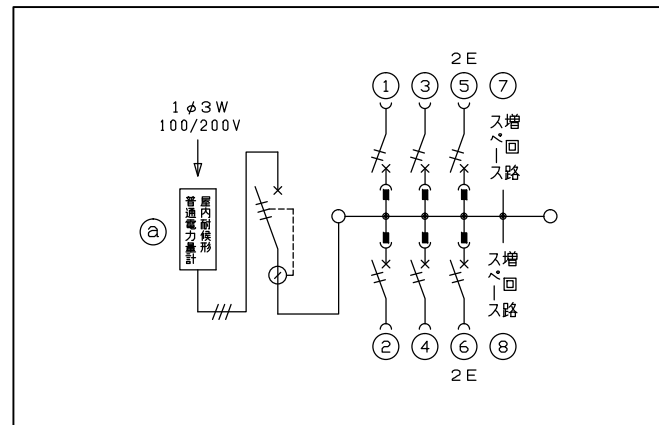 2E
① ③ ⑤ ⑦
1φ3W
100/200V
増回路
スペース
ⓐ
屋内耐候形
普通電力量計
増回路
スペース
② ④ ⑥ ⑧
2E